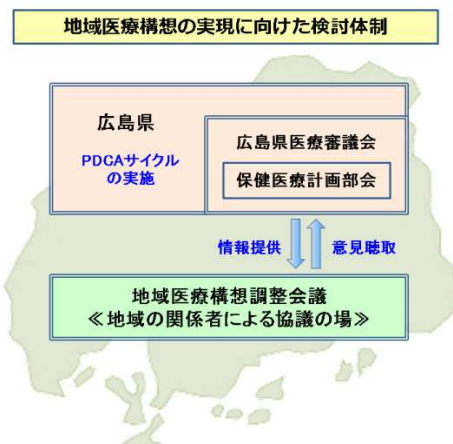 地域医療構想の実現に向けた検討体制
広島県
PDCAサイクル
の実施
広島県医療審議会
保健医療計画部会
情報提供
意見聴取
地域医療構想調整会議
≪地域の関係者による協議の場≫